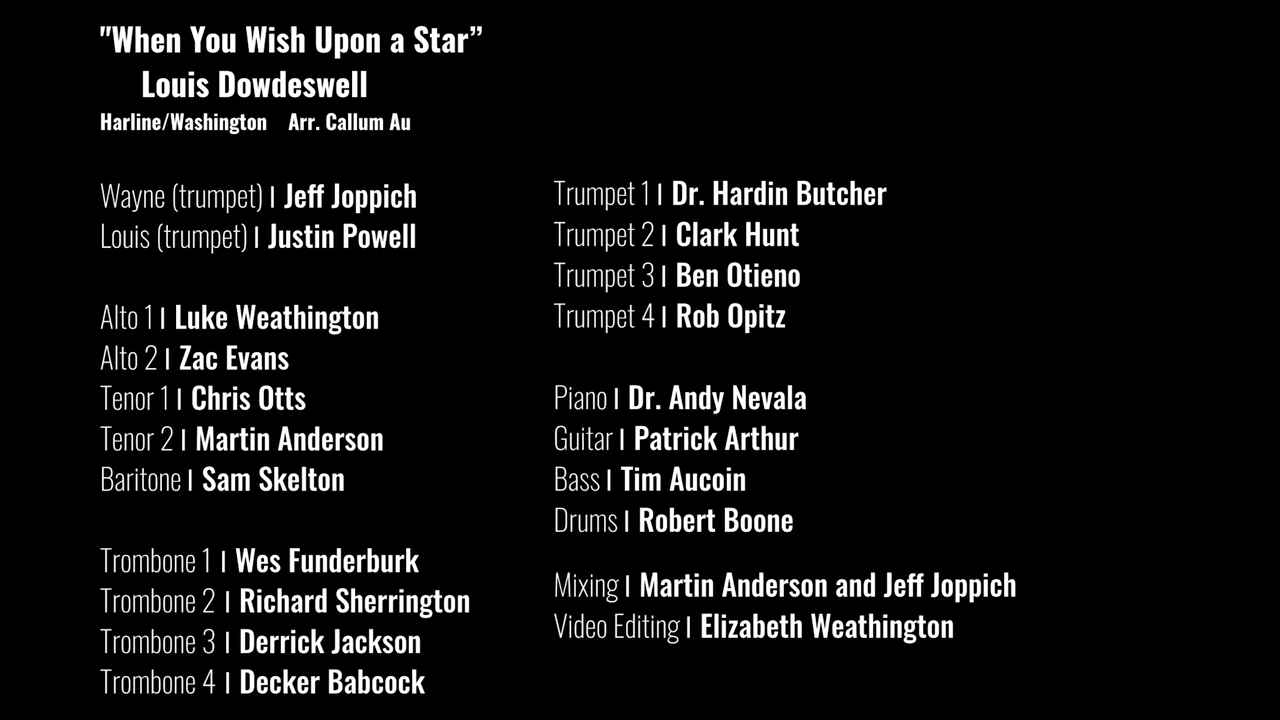 "When You Wish Upon a Star”
Louis Dowdeswell
Harline/Washington Arr. Callum Au
Wayne (trumpet) | Jeff Joppich
Louis (trumpet) | Justin Powell
Alto 1 | Luke Weathington
Alto 2 | Zac Evans
Tenor 1 | Chris Otts
Tenor 2 | Martin Anderson
Baritone | Sam Skelton
Trombone 1 | Wes Funderburk
Trombone 2 | Richard Sherrington
Trombone 3 | Derrick Jackson
Trombone 4 | Decker Babcock
Trumpet 1 | Dr. Hardin Butcher
Trumpet 2 | Clark Hunt
Trumpet 3 | Ben Otieno
Trumpet 4 | Rob Opitz
Piano | Dr. Andy Nevala
Guitar | Patrick Arthur
Bass | Tim Aucoin
Drums | Robert Boone
Mixing | Martin Anderson and Jeff Joppich
Video Editing | Elizabeth Weathington